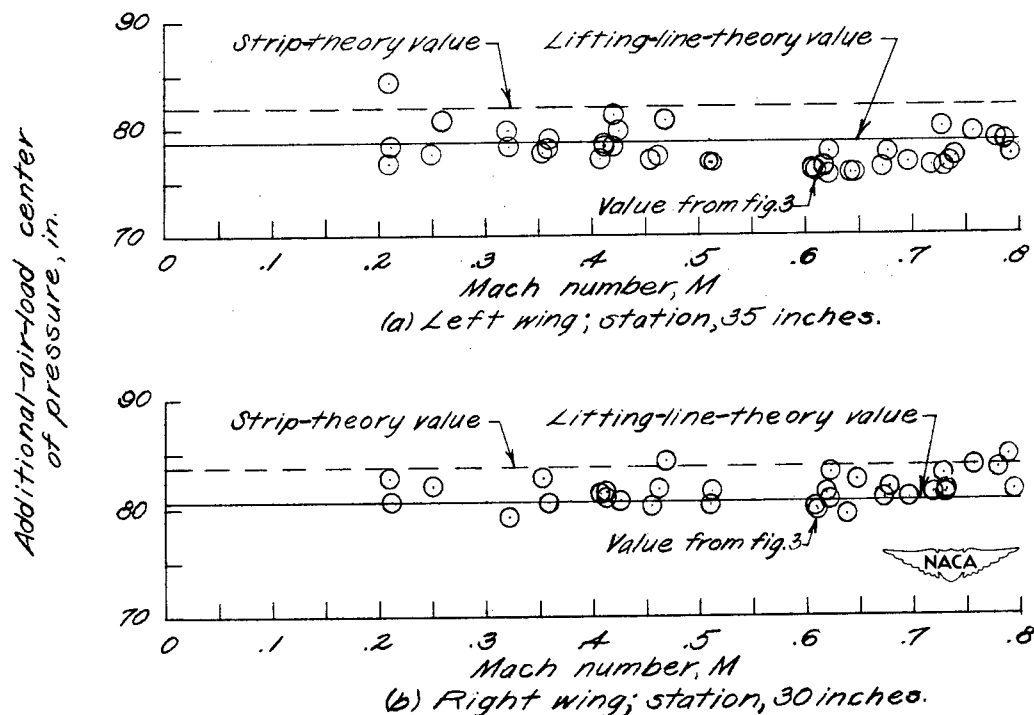 Additional-air-load center
of pressure, in.
90
80
70
Strip-theory value
Lifting-line-theory value
Value from fig.3
0 .1 .2 .3 .4 .5 .6 .7 .8
Mach number, M
(a) Left wing; station, 35 inches.
90
80
70
Strip-theory value
Lifting-line-theory value
Value from fig.3
NACA
0 .1 .2 .3 .4 .5 .6 .7 .8
Mach number, M
(b) Right wing; station, 30 inches.